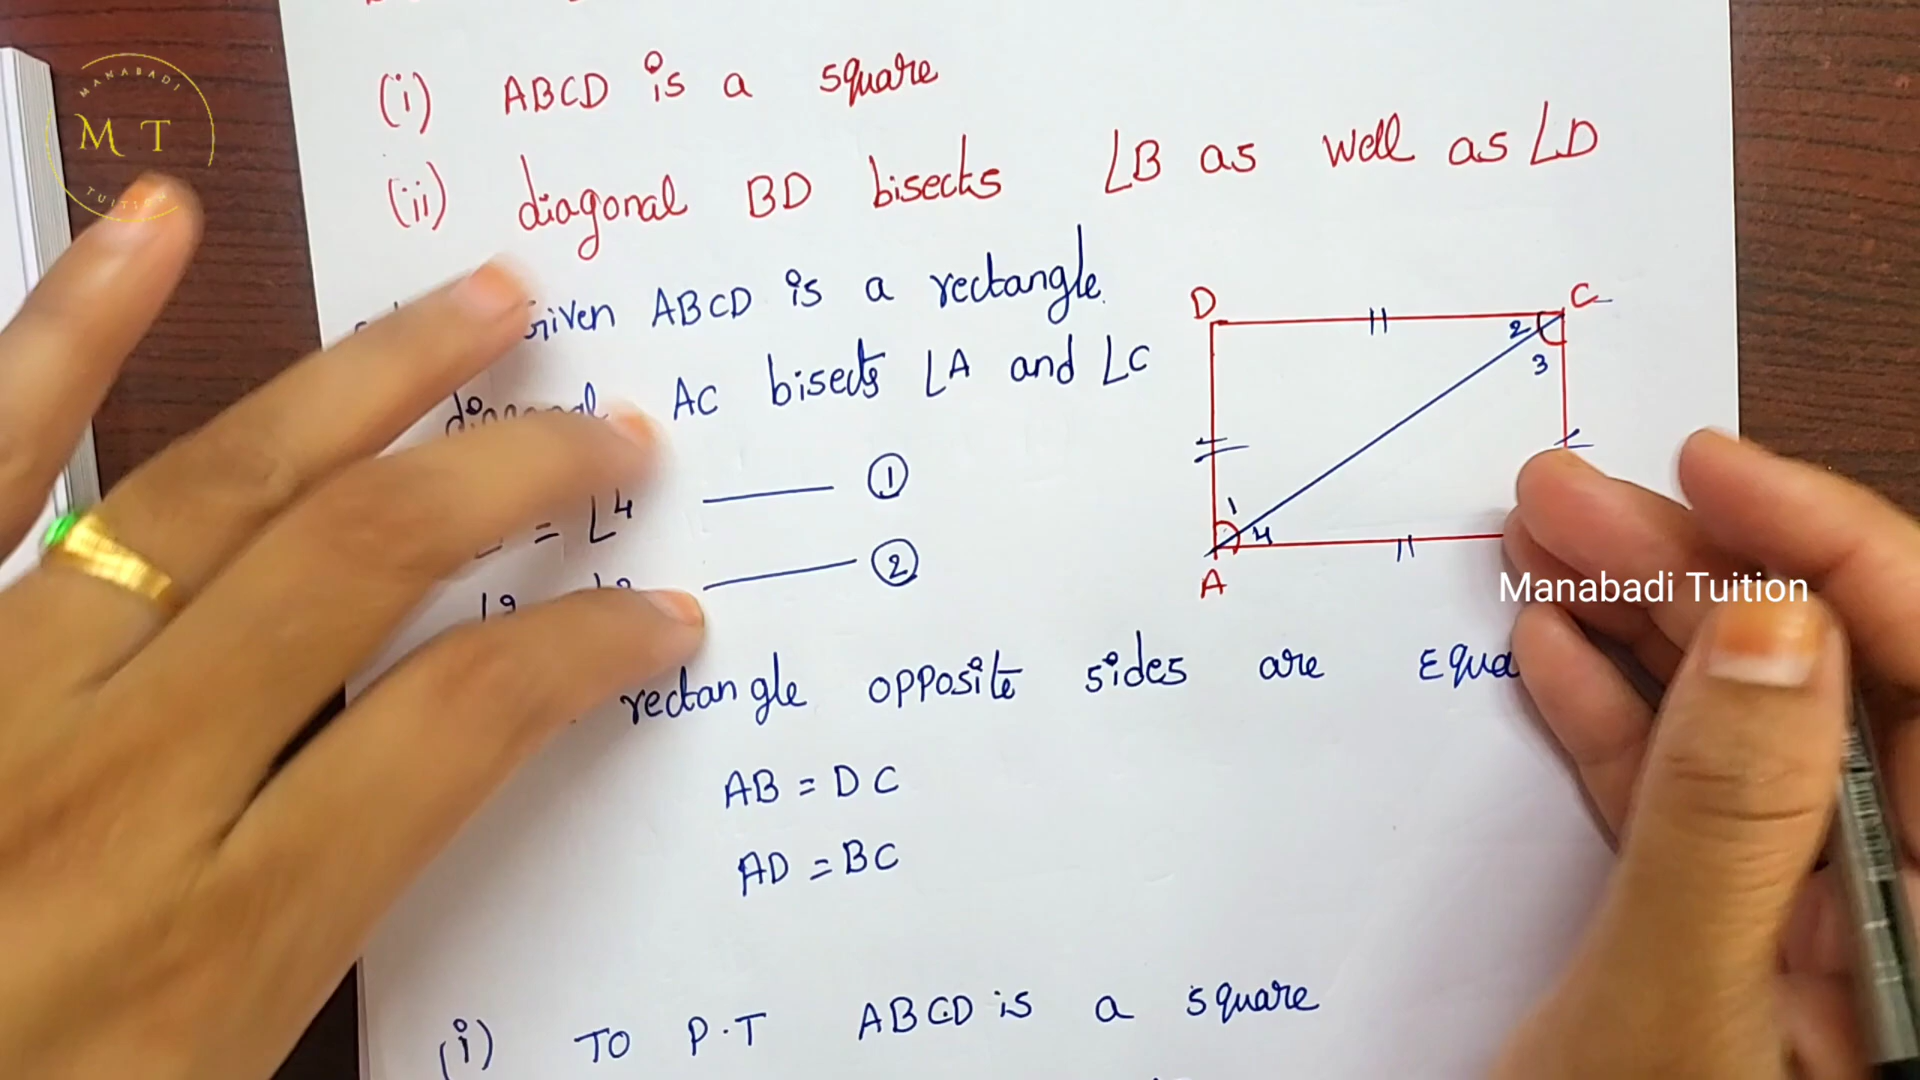 MANABADI
M T
TUITION
(i) ABCD is a square
(ii) diagonal BD bisects ∠B as well as ∠D
Given ABCD is a rectangle.
AC bisects ∠A and ∠C
= ∠4 ——— ①
——— ②
rectangle opposite sides are
AB = DC
AD = BC
(i) TO P.T ABCD is a square
D
C
2
3
1
4
A
Manabadi Tuition